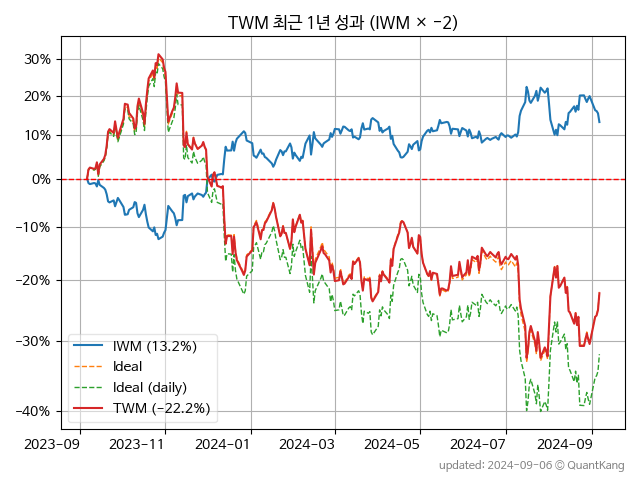 TWM 최근 1년 성과 (IWM × −2)
30%
20%
10%
0%
−10%
−20%
−30%
−40%
IWM (13.2%)
Ideal
Ideal (daily)
TWM (−22.2%)
2023-09
2023-11
2024-01
2024-03
2024-05
2024-07
2024-09
updated: 2024-09-06 © QuantKang